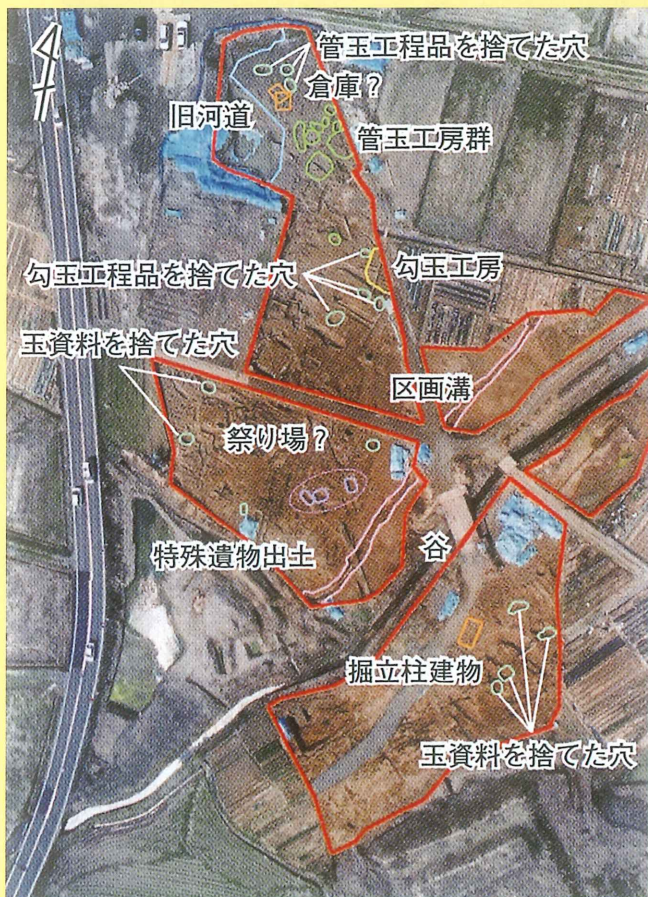 管玉工程品を捨てた穴
倉庫?
旧河道
管玉工房群
勾玉工程品を捨てた穴
勾玉工房
玉資料を捨てた穴
区画溝
祭り場?
特殊遺物出土
谷
掘立柱建物
玉資料を捨てた穴